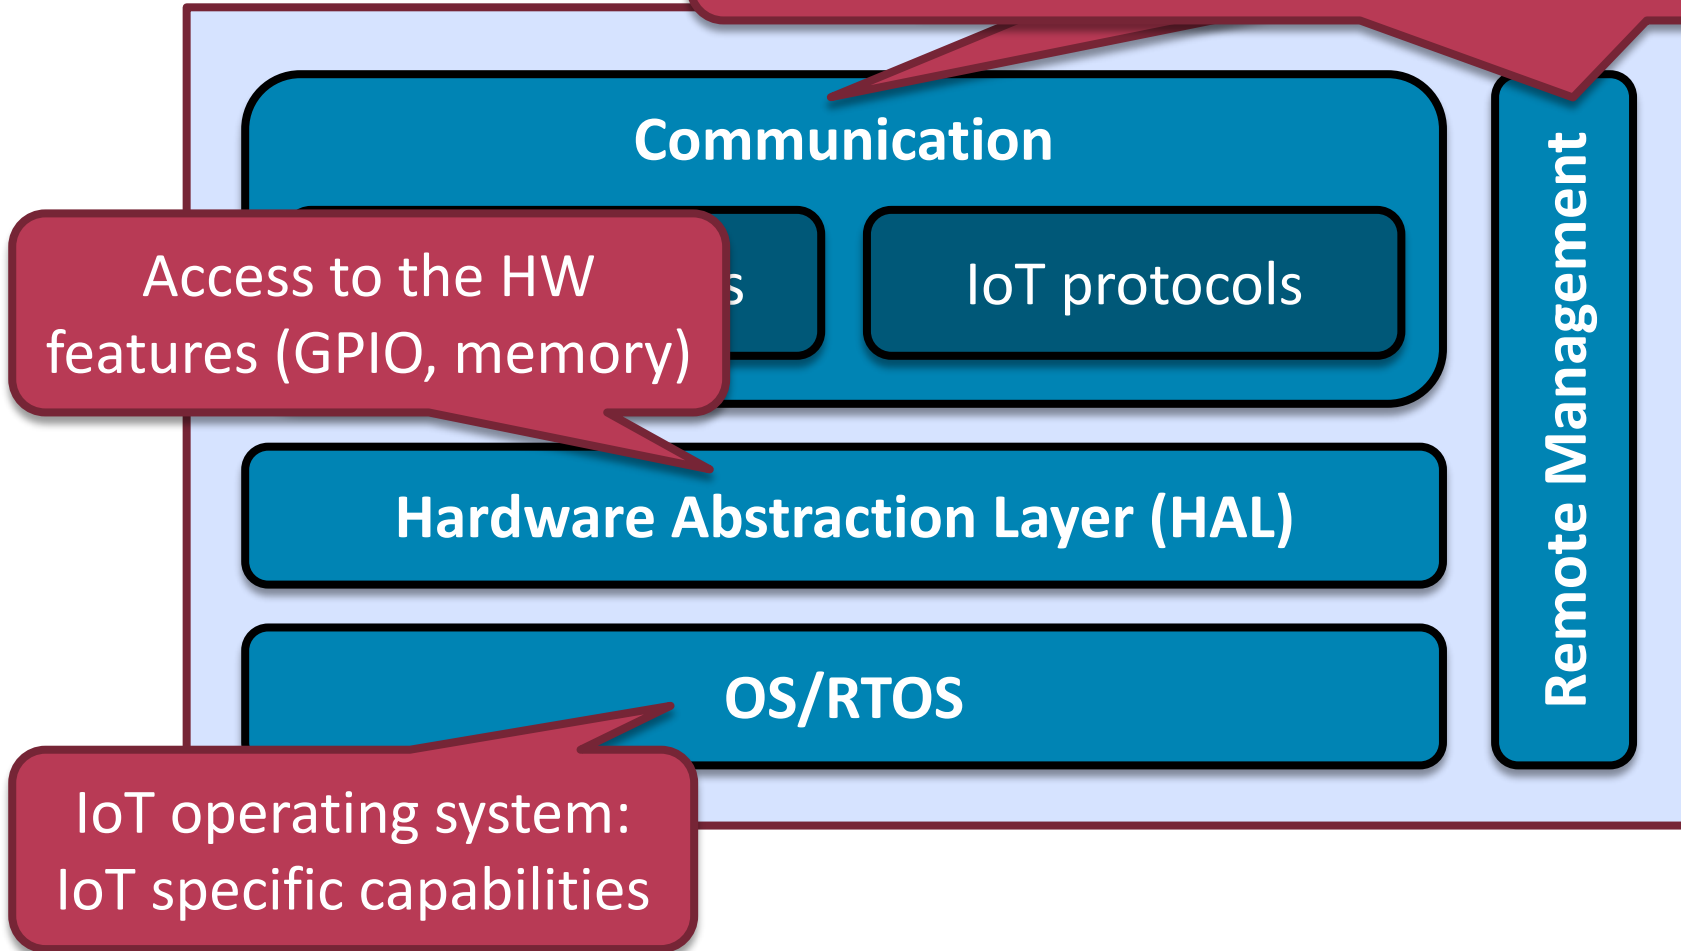 Communication
Access to the HW
features (GPIO, memory)
IoT protocols
Hardware Abstraction Layer (HAL)
OS/RTOS
IoT operating system:
IoT specific capabilities
Remote Management